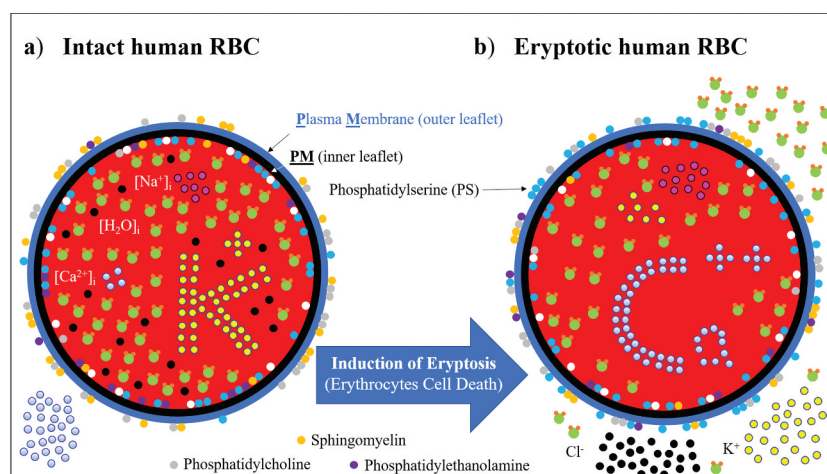 a) Intact human RBC
b) Eryptotic human RBC
Plasma Membrane (outer leaflet)
PM (inner leaflet)
Phosphatidylserine (PS)
[Na⁺]i
[H₂O]i
[Ca²⁺]i
K+
Ca++
Induction of Eryptosis
(Erythrocytes Cell Death)
Sphingomyelin
Phosphatidylcholine
Phosphatidylethanolamine
Cl⁻
K⁺